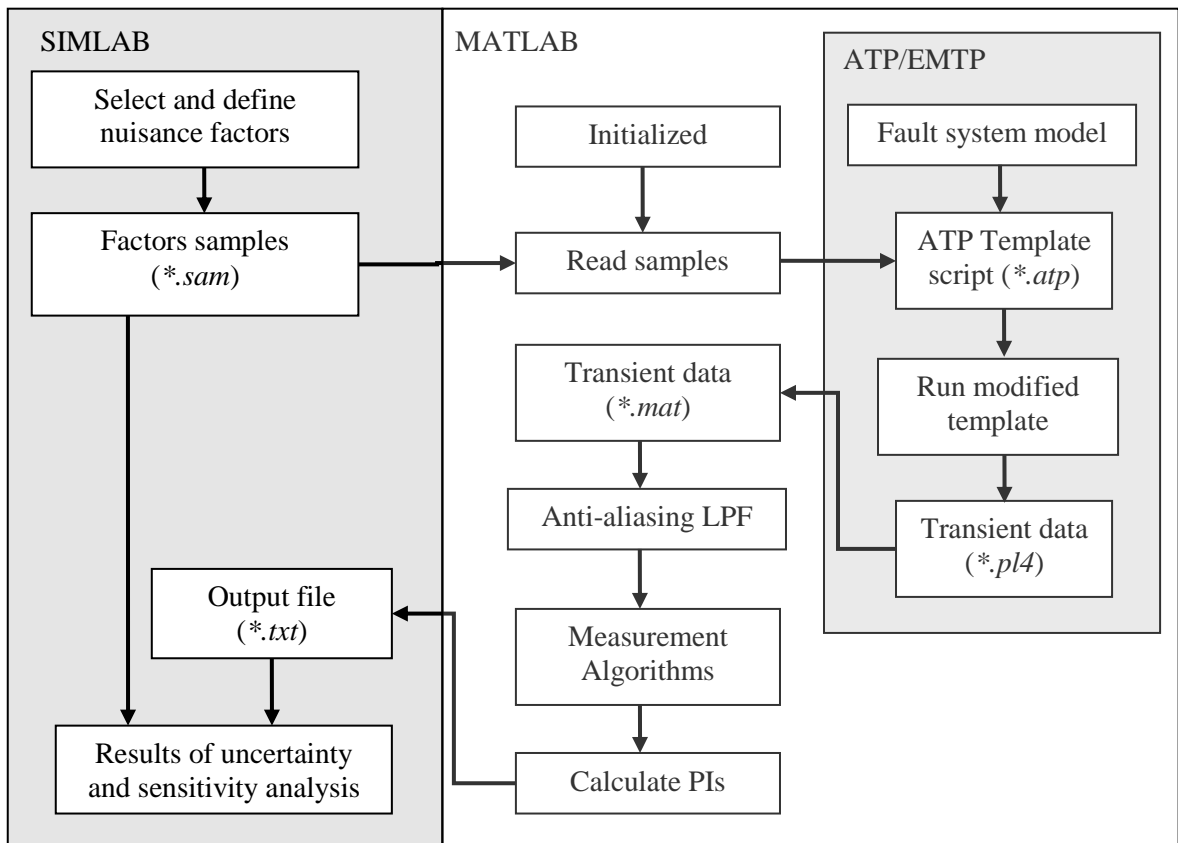 SIMLAB
Select and define
nuisance factors
Factors samples
(*.sam)
Output file
(*.txt)
Results of uncertainty
and sensitivity analysis
MATLAB
Initialized
Read samples
Transient data
(*.mat)
Anti-aliasing LPF
Measurement
Algorithms
Calculate PIs
ATP/EMTP
Fault system model
ATP Template
script (*.atp)
Run modified
template
Transient data
(*.pl4)